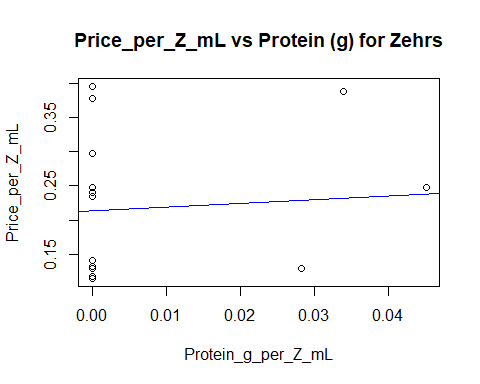 Price_per_Z_mL vs Protein (g) for Zehrs
Price_per_Z_mL
0.35
0.25
0.15
0.00 0.01 0.02 0.03 0.04
Protein_g_per_Z_mL